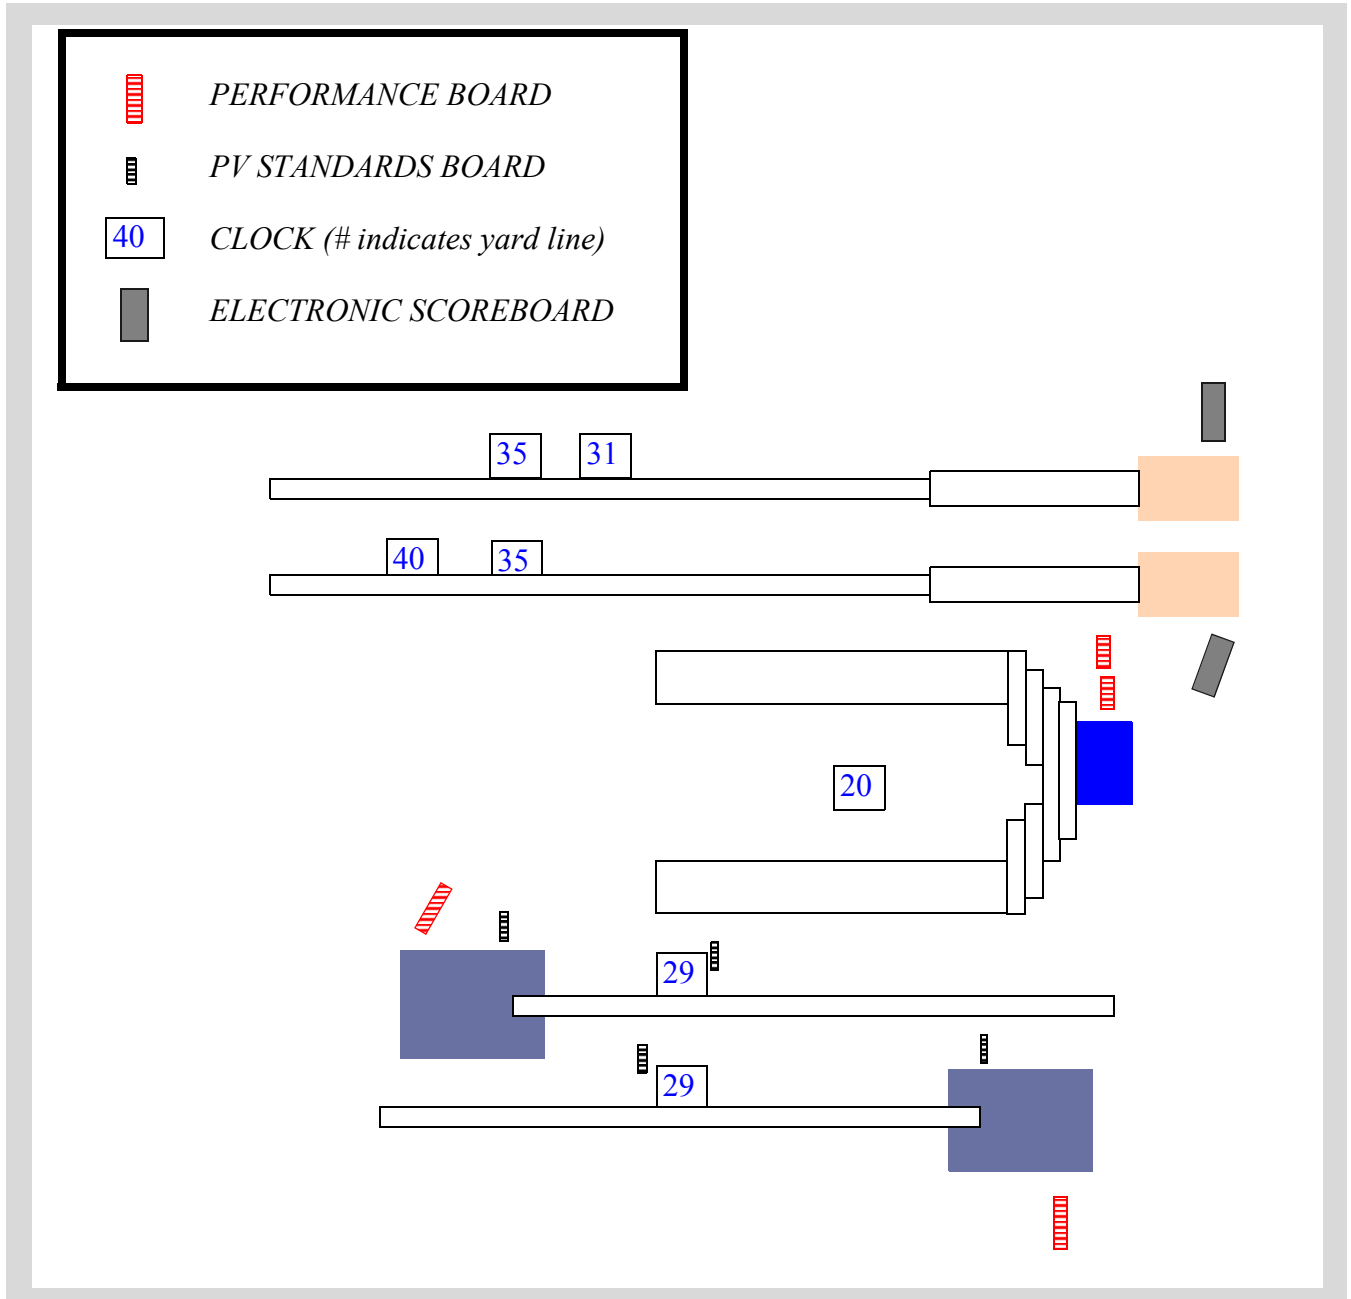 PERFORMANCE BOARD
PV STANDARDS BOARD
40 CLOCK (# indicates yard line)
ELECTRONIC SCOREBOARD
35 31
40 35
20
29
29